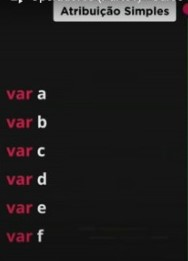 Atribuição Simples
var a
var b
var c
var d
var e
var f